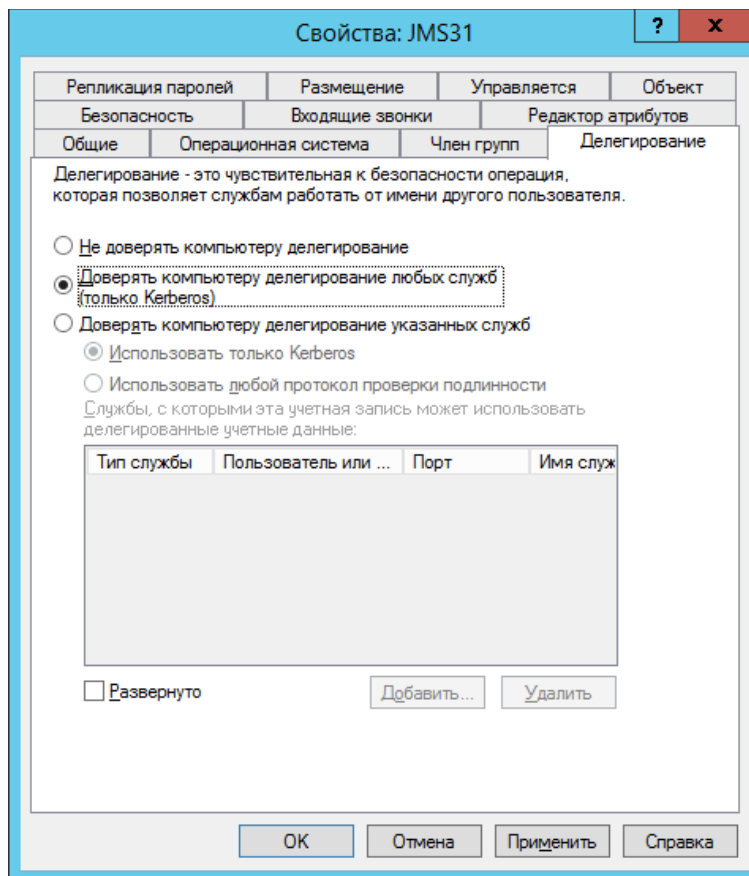 Свойства: JMS31
?
x
Репликация паролей
Размещение
Управляется
Объект
Безопасность
Входящие звонки
Редактор атрибутов
Общие
Операционная система
Член групп
Делегирование
Делегирование - это чувствительная к безопасности операция,
которая позволяет службам работать от имени другого пользователя.
Не доверять компьютеру делегирование
Доверять компьютеру делегирование любых служб
(только Kerberos)
Доверять компьютеру делегирование указанных служб
Использовать только Kerberos
Использовать любой протокол проверки подлинности
Службы, с которыми эта учетная запись может использовать
делегированные учетные данные:
Тип службы
Пользователь или ...
Порт
Имя служ
Развернуто
Добавить...
Удалить
OK
Отмена
Применить
Справка